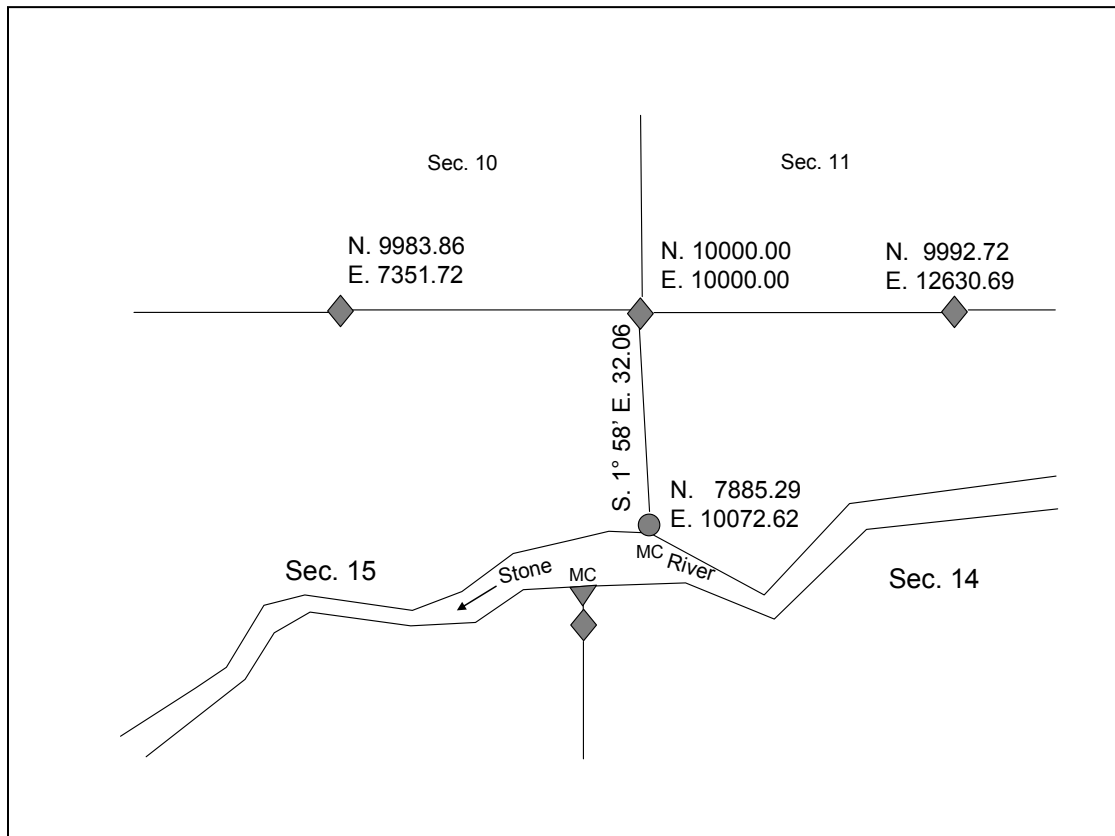 Sec. 10
Sec. 11
N. 9983.86
E. 7351.72
N. 10000.00
E. 10000.00
N. 9992.72
E. 12630.69
S. 1° 58' E. 32.06
N. 7885.29
E. 10072.62
MC
River
Stone
MC
Sec. 15
Sec. 14